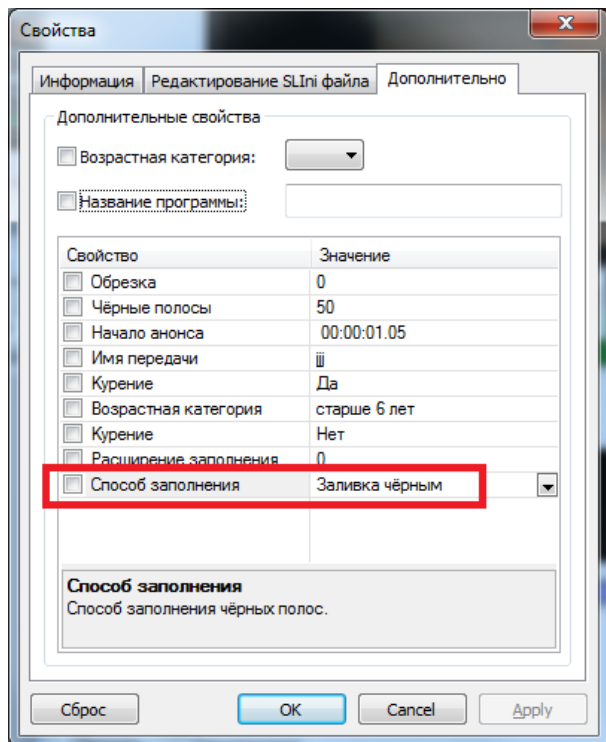 Свойства
Информация Редактирование SLIni файла Дополнительно
Дополнительные свойства
Возрастная категория:
Название программы:
Свойство Значение
Обрезка 0
Чёрные полосы 50
Начало анонса 00:00:01.05
Имя передачи jjj
Курение Да
Возрастная категория старше 6 лет
Курение Нет
Расширение заполнения 0
Способ заполнения Заливка чёрным
Способ заполнения
Способ заполнения чёрных полос.
Сброс OK Cancel Apply